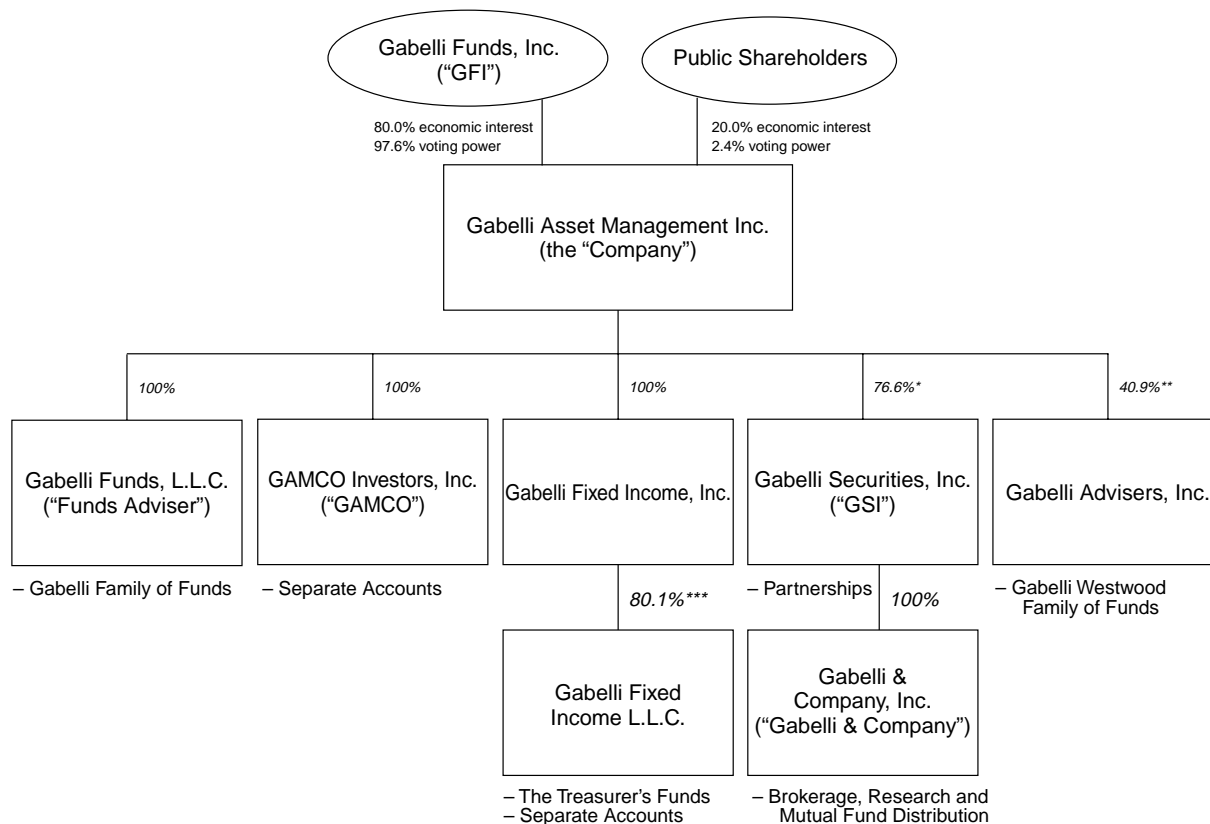 Gabelli Funds, Inc.
(“GFI”)
Public Shareholders
80.0% economic interest
97.6% voting power
20.0% economic interest
2.4% voting power
Gabelli Asset Management Inc.
(the “Company”)
100%
100%
100%
76.6%*
40.9%**
Gabelli Funds, L.L.C.
(“Funds Adviser”)
GAMCO Investors, Inc.
(“GAMCO”)
Gabelli Fixed Income, Inc.
Gabelli Securities, Inc.
(“GSI”)
Gabelli Advisers, Inc.
– Gabelli Family of Funds
– Separate Accounts
– Partnerships
– Gabelli Westwood
Family of Funds
80.1%***
100%
Gabelli Fixed
Income L.L.C.
Gabelli &
Company, Inc.
(“Gabelli & Company”)
– The Treasurer’s Funds
– Separate Accounts
– Brokerage, Research and
Mutual Fund Distribution